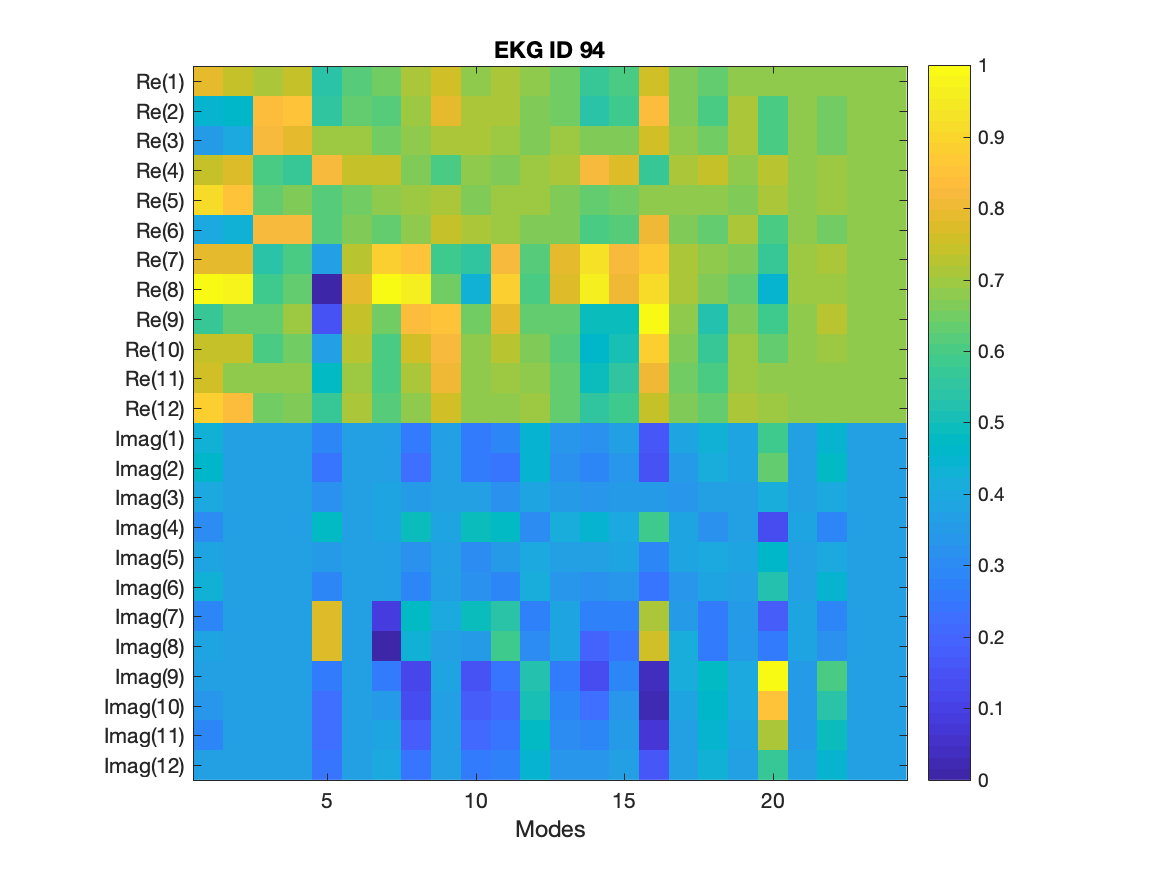 EKG ID 94
Re(1)
Re(2)
Re(3)
Re(4)
Re(5)
Re(6)
Re(7)
Re(8)
Re(9)
Re(10)
Re(11)
Re(12)
Imag(1)
Imag(2)
Imag(3)
Imag(4)
Imag(5)
Imag(6)
Imag(7)
Imag(8)
Imag(9)
Imag(10)
Imag(11)
Imag(12)
5 10 15 20
Modes
1
0.9
0.8
0.7
0.6
0.5
0.4
0.3
0.2
0.1
0